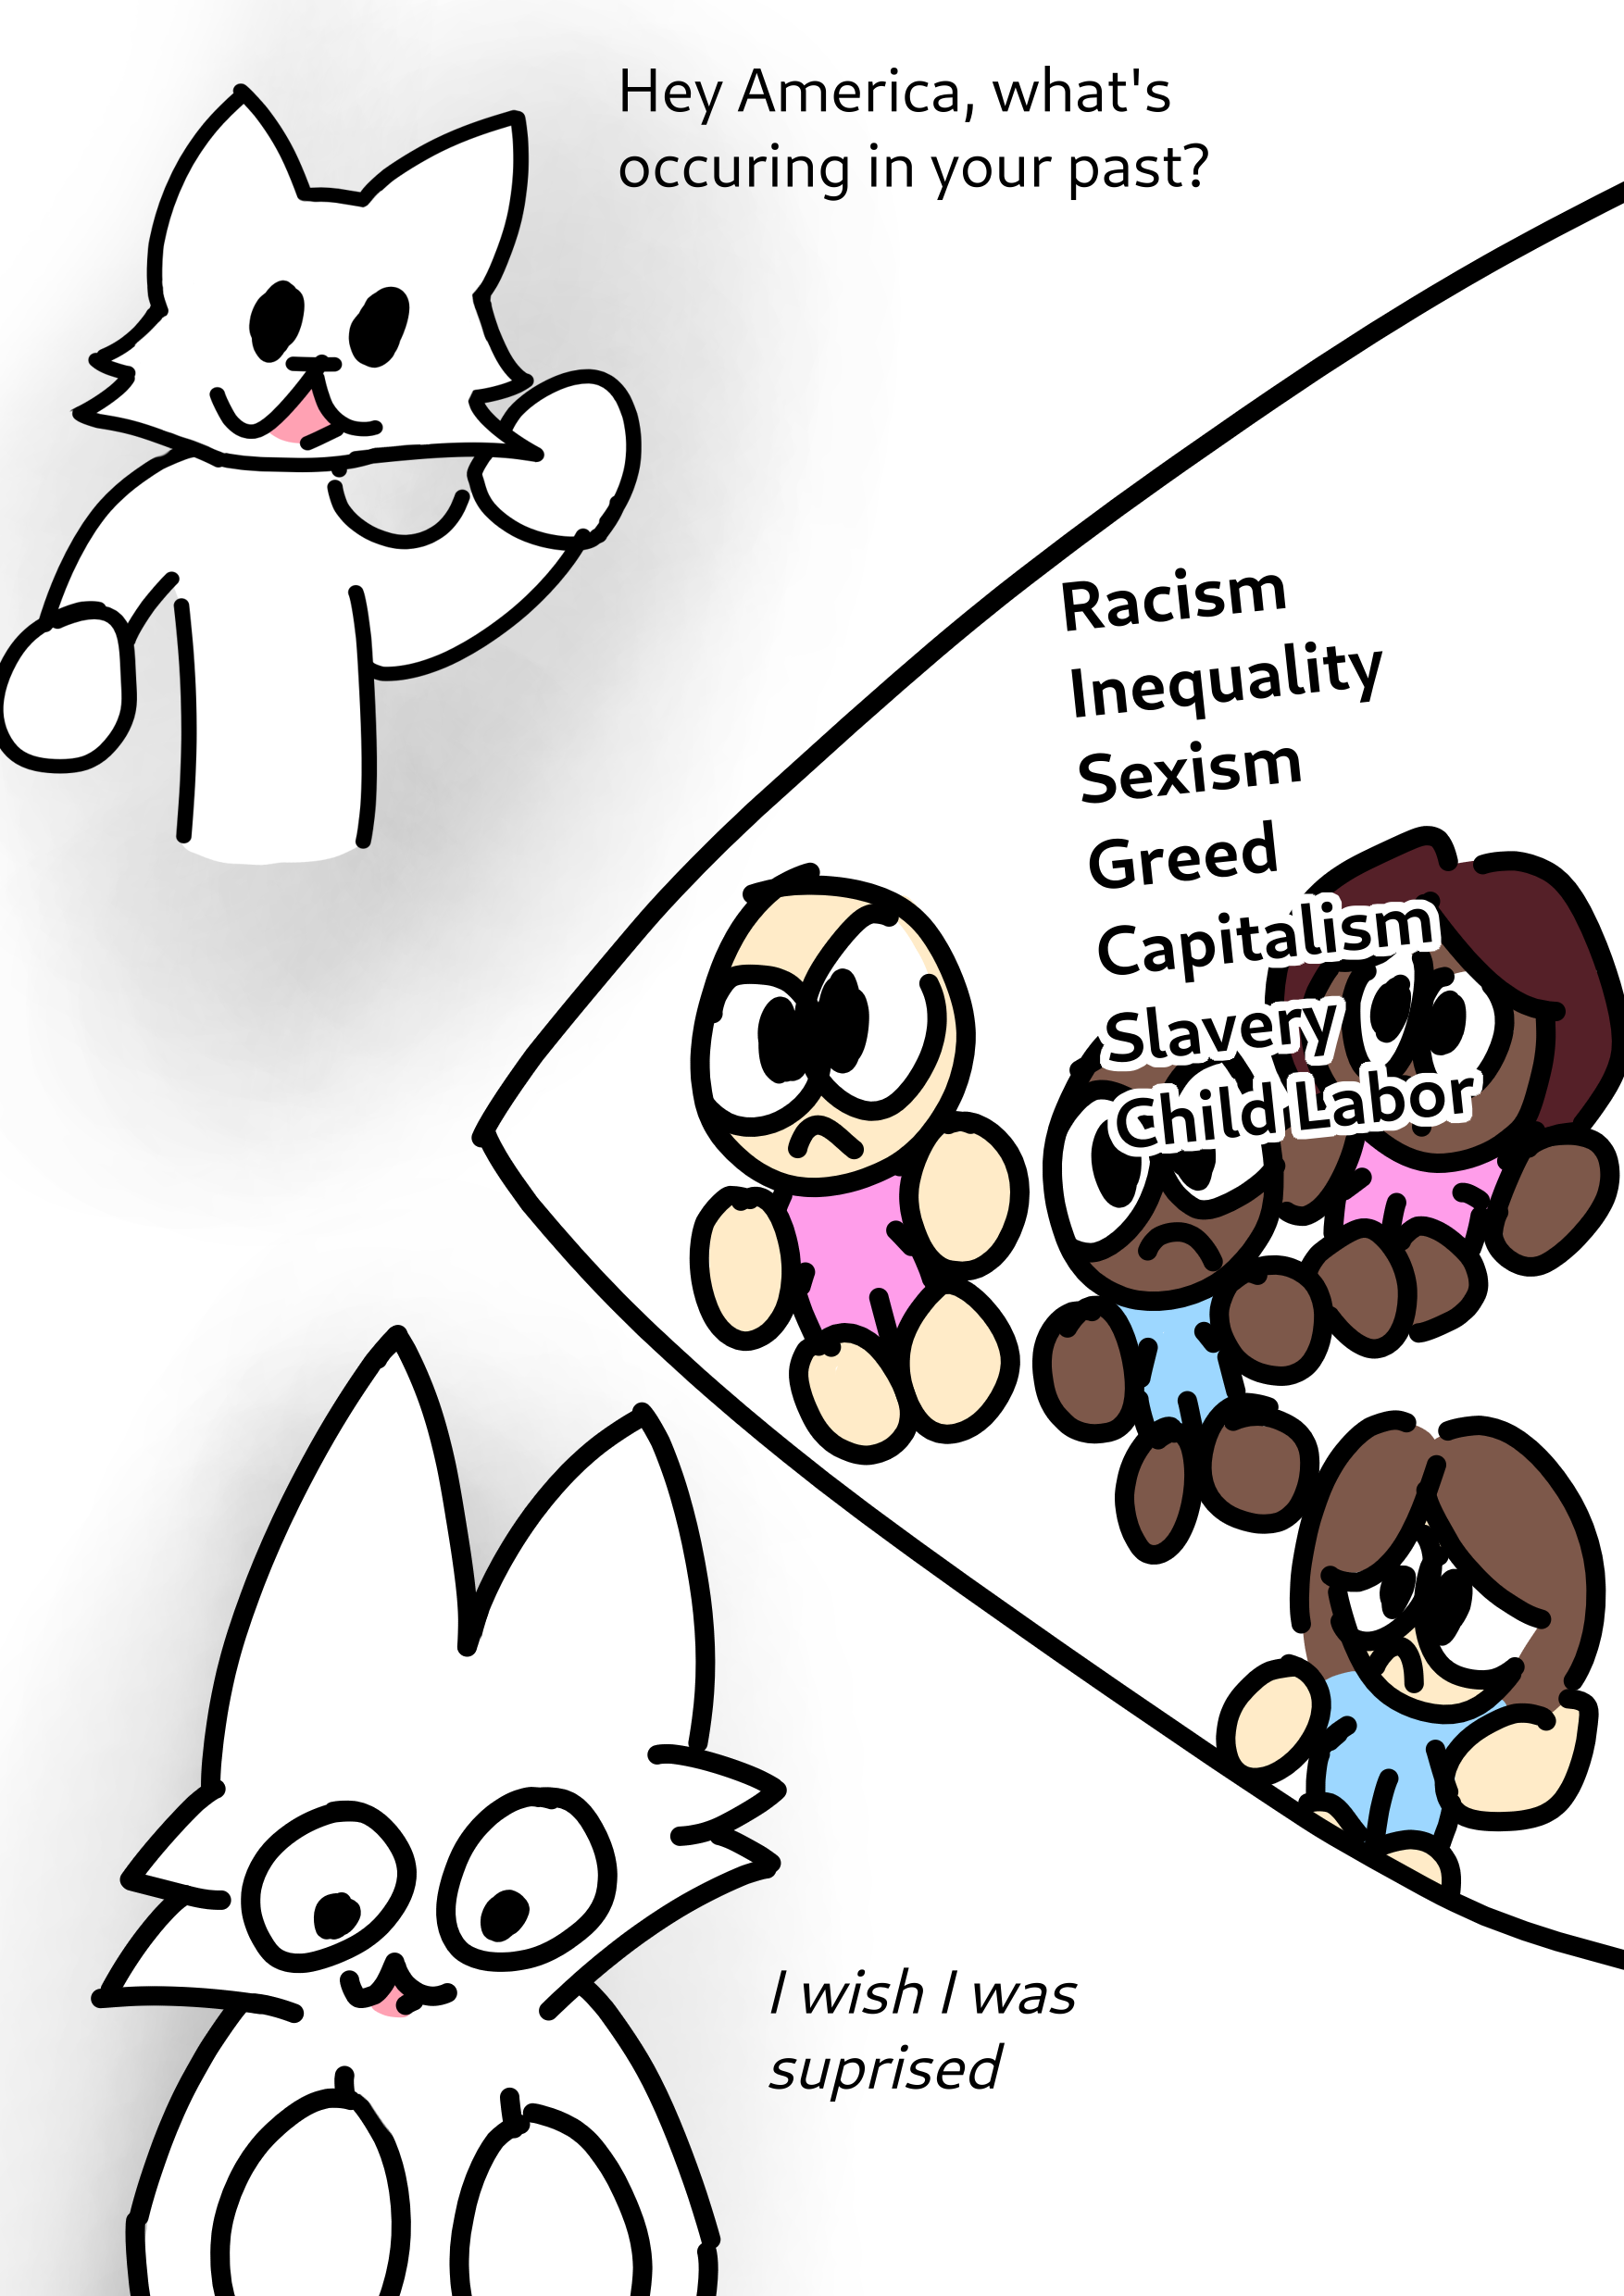 Hey America, what's
occuring in your past?
Racism
Inequality
Sexism
Greed
Capitalism
Slavery
Child Labor
I wish I was
suprised